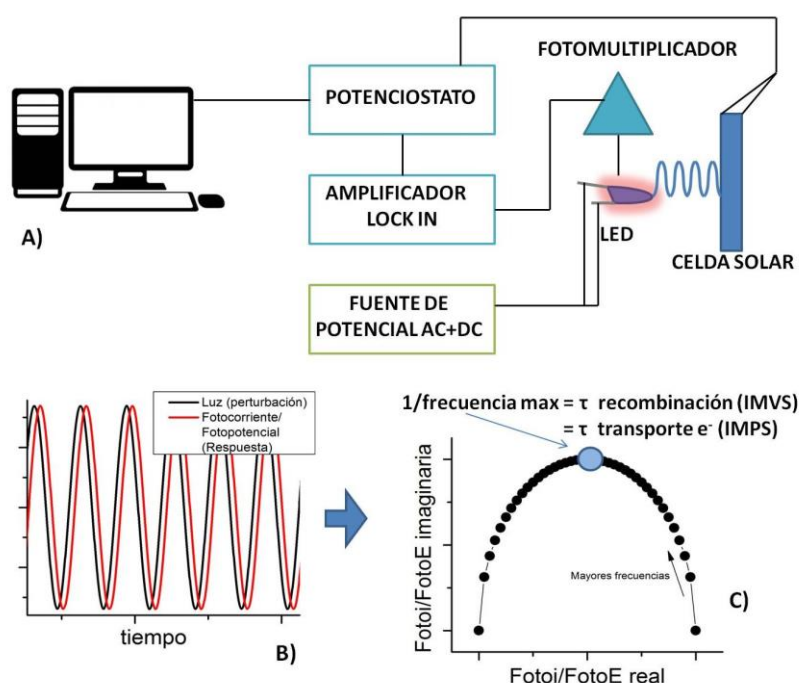 FOTOMULTIPLICADOR
POTENCIOSTATO
AMPLIFICADOR
LOCK IN
A)
LED
CELDA SOLAR
FUENTE DE
POTENCIAL AC+DC
Luz (perturbación)
Fotocorriente/
Fotopotencial
(Respuesta)
tiempo
B)
1/frecuencia max = τ recombinación (IMVS)
= τ transporte e⁻ (IMPS)
Fotoi/FotoE imaginaria
Mayores frecuencias
C)
Fotoi/FotoE real